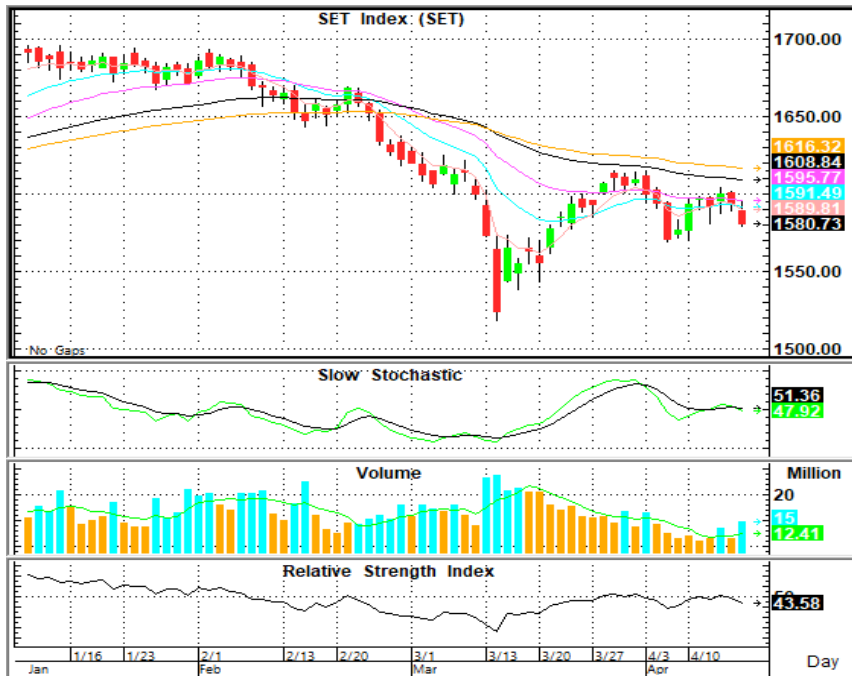 SET Index: (SET)
1700.00
1650.00
1616.32
1608.84
1595.77
1591.49
1589.81
1580.73
1550.00
1500.00
No Gaps
Slow Stochastic
51.36
47.92
Volume
Million
20
15
12.41
Relative Strength Index
43.58
1/16 1/23 2/1 2/13 2/20 3/1 3/13 3/20 3/27 4/3 4/10
Jan Feb Mar Apr
Day